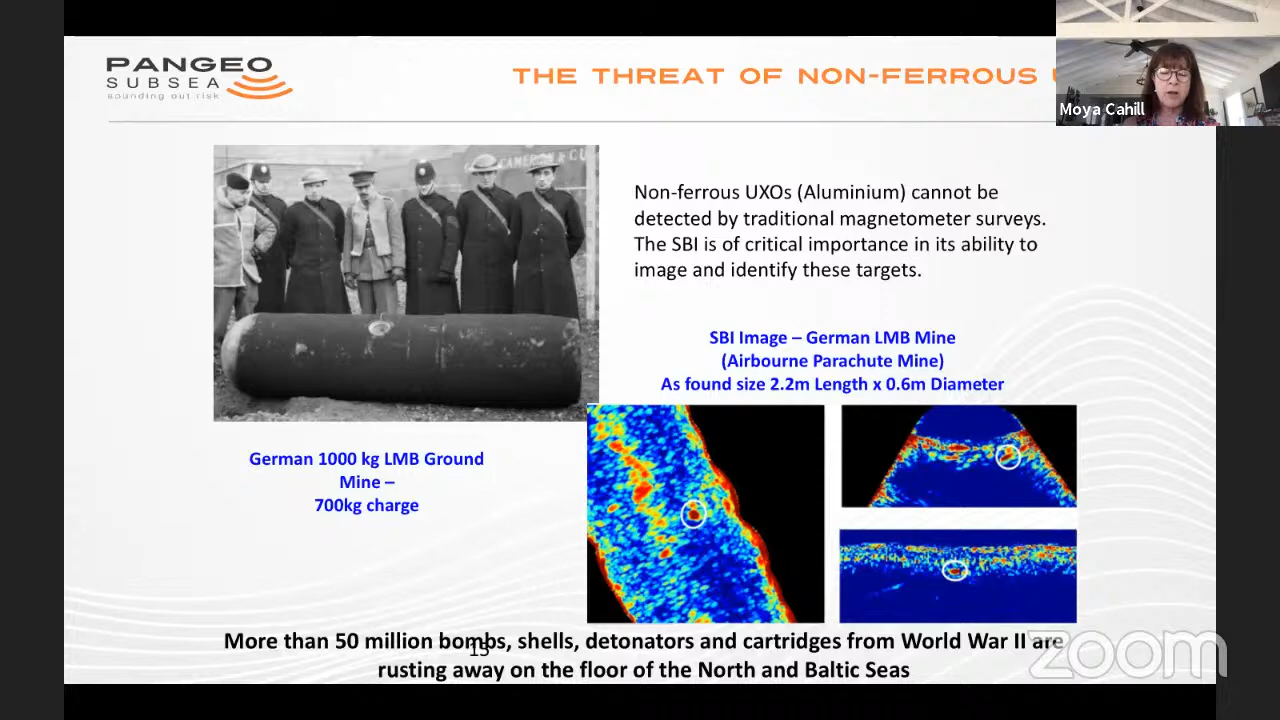 PANGEO
SUBSEA
sounding out risk
THE THREAT OF NON-FERROUS
Moya Cahill
CAMERON & CO
Non-ferrous UXOs (Aluminium) cannot be
detected by traditional magnetometer surveys.
The SBI is of critical importance in its ability to
image and identify these targets.
SBI Image – German LMB Mine
(Airbourne Parachute Mine)
As found size 2.2m Length x 0.6m Diameter
German 1000 kg LMB Ground
Mine –
700kg charge
More than 50 million bombs, shells, detonators and cartridges from World War II are
rusting away on the floor of the North and Baltic Seas
15
zoom